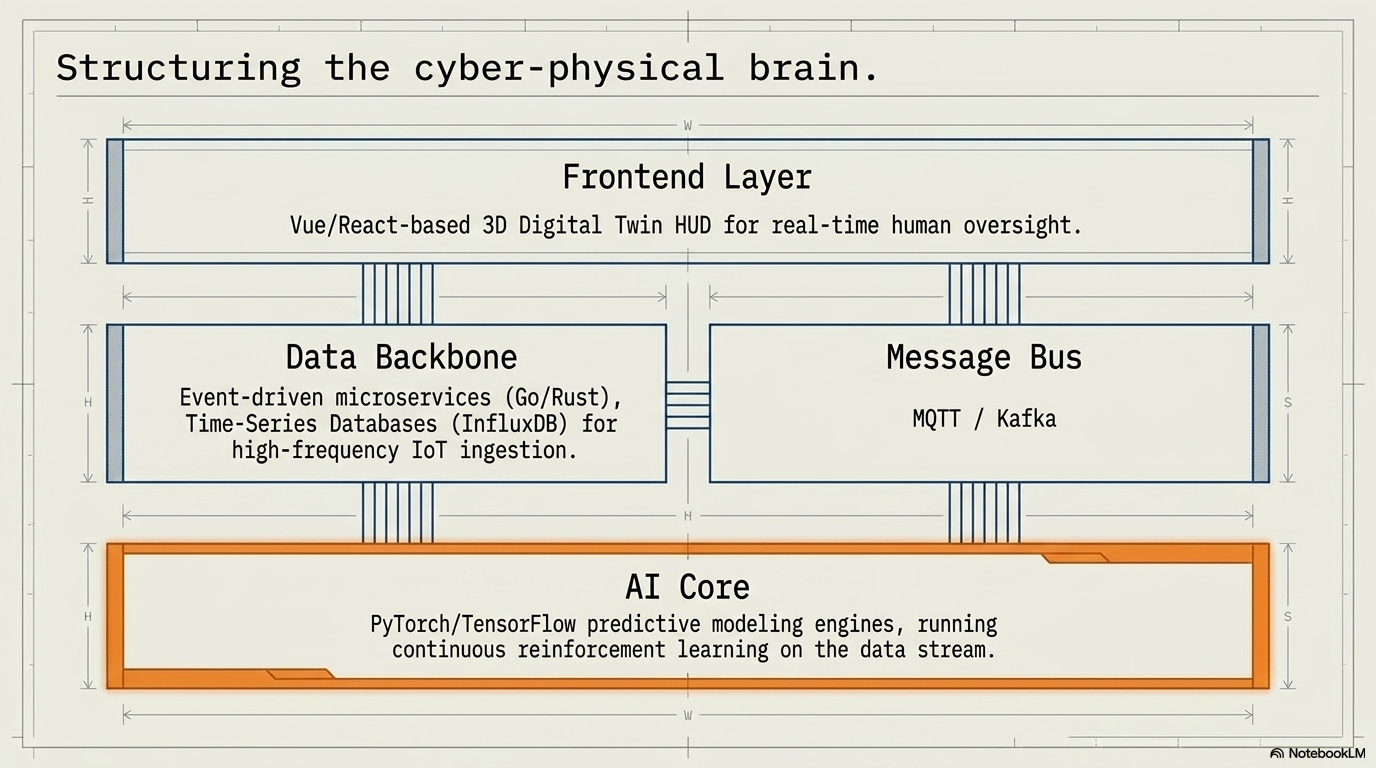 Structuring the cyber-physical brain.
W
Frontend Layer
H
H
Vue/React-based 3D Digital Twin HUD for real-time human oversight.
Data Backbone
Message Bus
Event-driven microservices (Go/Rust),
Time-Series Databases (InfluxDB) for
high-frequency IoT ingestion.
H
MQTT / Kafka
S
H
AI Core
H
PyTorch/TensorFlow predictive modeling engines, running
continuous reinforcement learning on the data stream.
S
W
NotebookLM